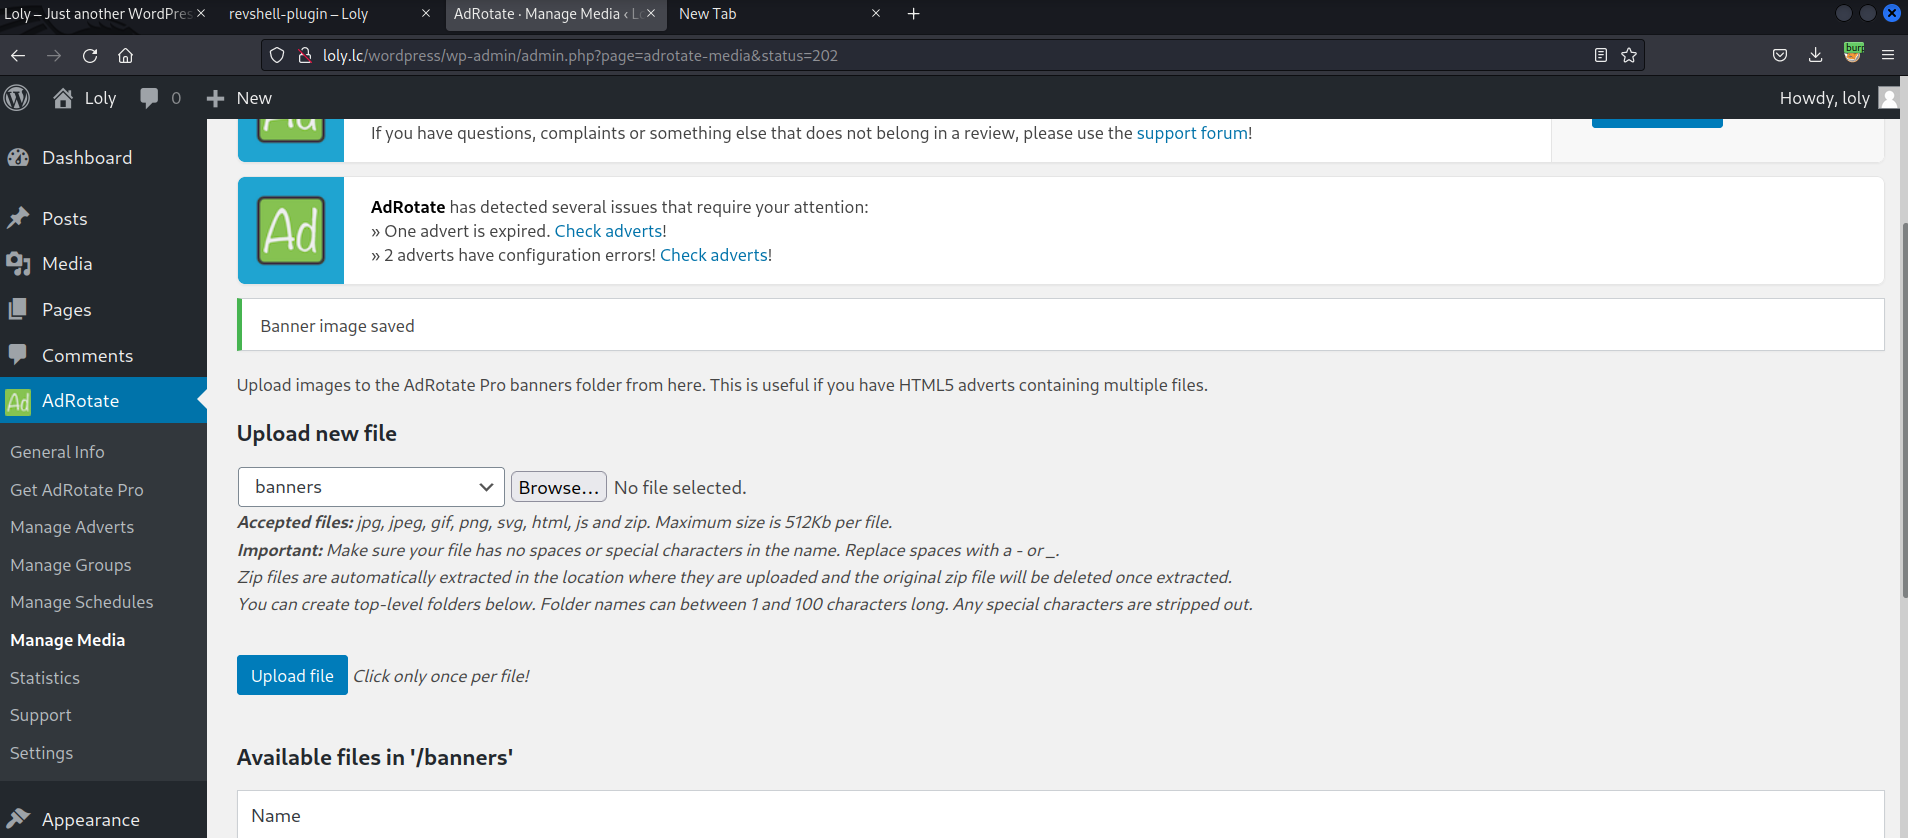 Loly – Just another WordPres
revshell-plugin – Loly
AdRotate · Manage Media ‹ Lo
New Tab
loly.lc/wordpress/wp-admin/admin.php?page=adrotate-media&status=202
Loly
0
New
Howdy, loly
Dashboard
Posts
Media
Pages
Comments
AdRotate
General Info
Get AdRotate Pro
Manage Adverts
Manage Groups
Manage Schedules
Manage Media
Statistics
Support
Settings
Appearance
Ad
If you have questions, complaints or something else that does not belong in a review, please use the support forum!
Ad
AdRotate has detected several issues that require your attention:
» One advert is expired. Check adverts!
» 2 adverts have configuration errors! Check adverts!
Banner image saved
Upload images to the AdRotate Pro banners folder from here. This is useful if you have HTML5 adverts containing multiple files.
Upload new file
banners
Browse... No file selected.
Accepted files: jpg, jpeg, gif, png, svg, html, js and zip. Maximum size is 512Kb per file.
Important: Make sure your file has no spaces or special characters in the name. Replace spaces with a - or _.
Zip files are automatically extracted in the location where they are uploaded and the original zip file will be deleted once extracted.
You can create top-level folders below. Folder names can between 1 and 100 characters long. Any special characters are stripped out.
Upload file Click only once per file!
Available files in '/banners'
Name